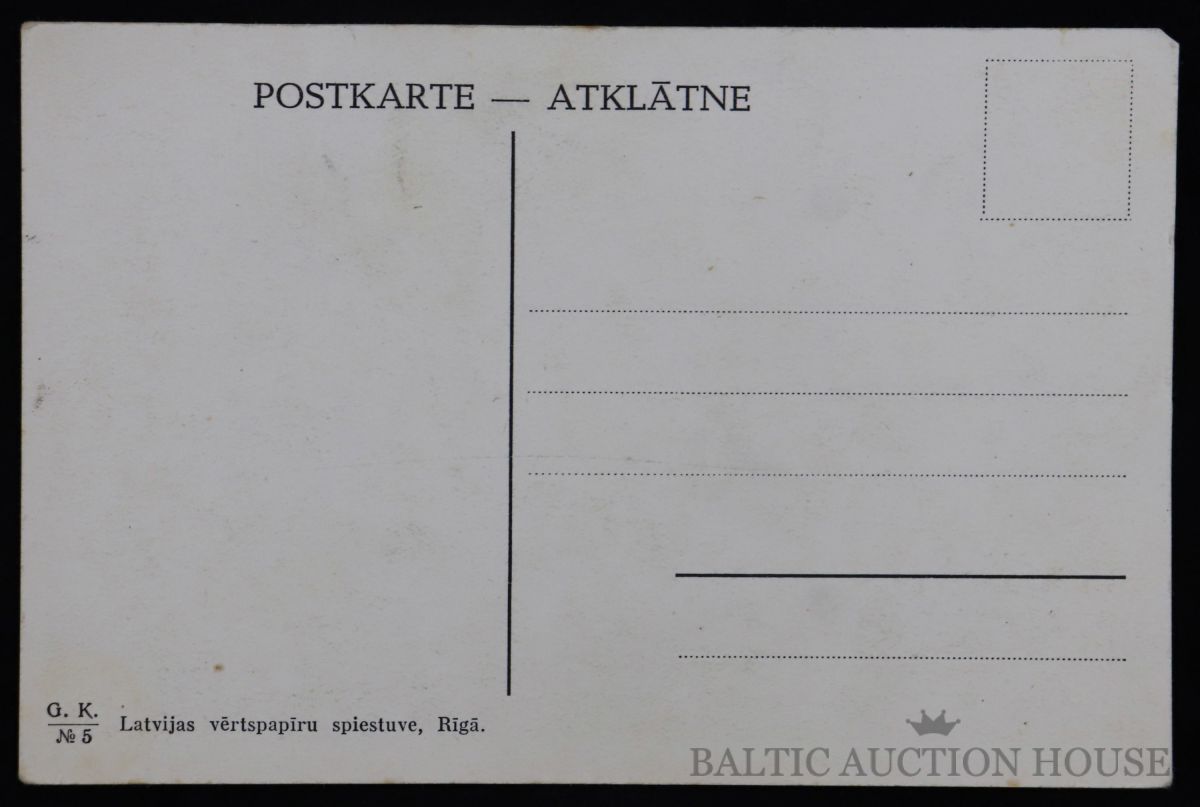 POSTKARTE — ATKLĀTNE
G. K.
№ 5
Latvijas vērtspapīru spiestuve, Rīgā.
BALTIC AUCTION HOUSE